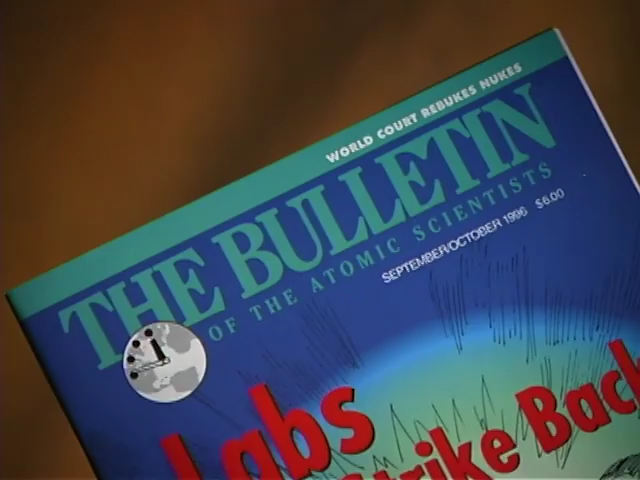 WORLD COURT REBUKES NUKES
THE BULLETIN
OF THE ATOMIC SCIENTISTS
SEPTEMBER/OCTOBER 1996 $6.00
Labs
Strike Back